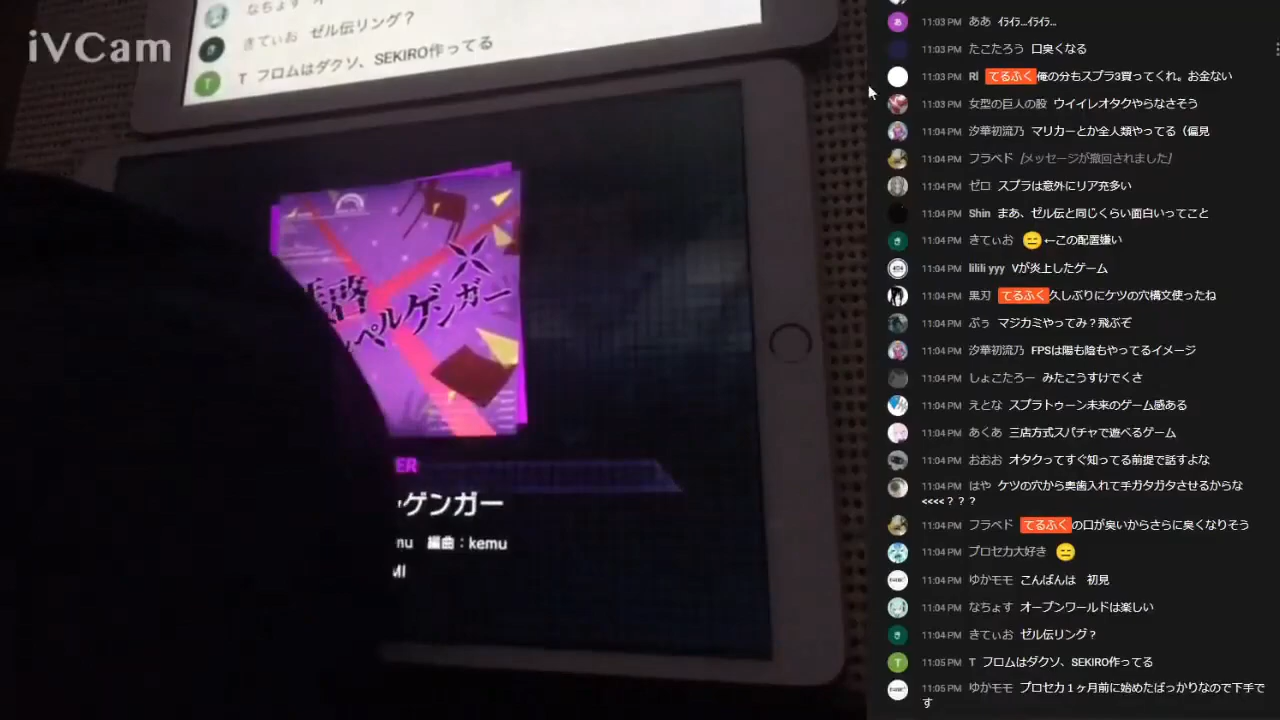 iVCam
きてぃお ゼル伝リング？
T フロムはダクソ、SEKIRO作ってる
ゲンガー
ER
ゲンガー
編曲：kemu
11:03 PM ああ ｲﾗｲﾗ...ｲﾗｲﾗ...
11:03 PM たこたろう 口臭くなる
11:03 PM RI てるふく俺の分もスプラ3買ってくれ。お金ない
11:03 PM 女型の巨人の股 ウイイレオタクやらなさそう
11:04 PM 汐華初流乃 マリカーとか全人類やってる（偏見
11:04 PM フラベド [メッセージが撤回されました]
11:04 PM ゼロ スプラは意外にリア充多い
11:04 PM Shin まあ、ゼル伝と同じくらい面白いってこと
11:04 PM きてぃお 😑←この配置嫌い
11:04 PM lilili yyy Vが炎上したゲーム
11:04 PM 黒刃 てるふく久しぶりにケツの穴構文使ったね
11:04 PM ぷぅ マジカミやってみ？飛ぶぞ
11:04 PM 汐華初流乃 FPSは陽も陰もやってるイメージ
11:04 PM しょこたろー みたこうすけでくさ
11:04 PM えとな スプラトゥーン未来のゲーム感ある
11:04 PM あくあ 三店方式スパチャで遊べるゲーム
11:04 PM おおお オタクってすぐ知ってる前提で話すよな
11:04 PM はや ケツの穴から奥歯入れて手ガタガタさせるからな
<<<<？？？
11:04 PM フラベド てるふくの口が臭いからさらに臭くなりそう
11:04 PM プロセカ大好き 😑
11:04 PM ゆかモモ こんばんは　初見
11:04 PM なちょす オープンワールドは楽しい
11:04 PM きてぃお ゼル伝リング？
11:05 PM T フロムはダクソ、SEKIRO作ってる
11:05 PM ゆかモモ プロセカ１ヶ月前に始めたばっかりなので下手で
す